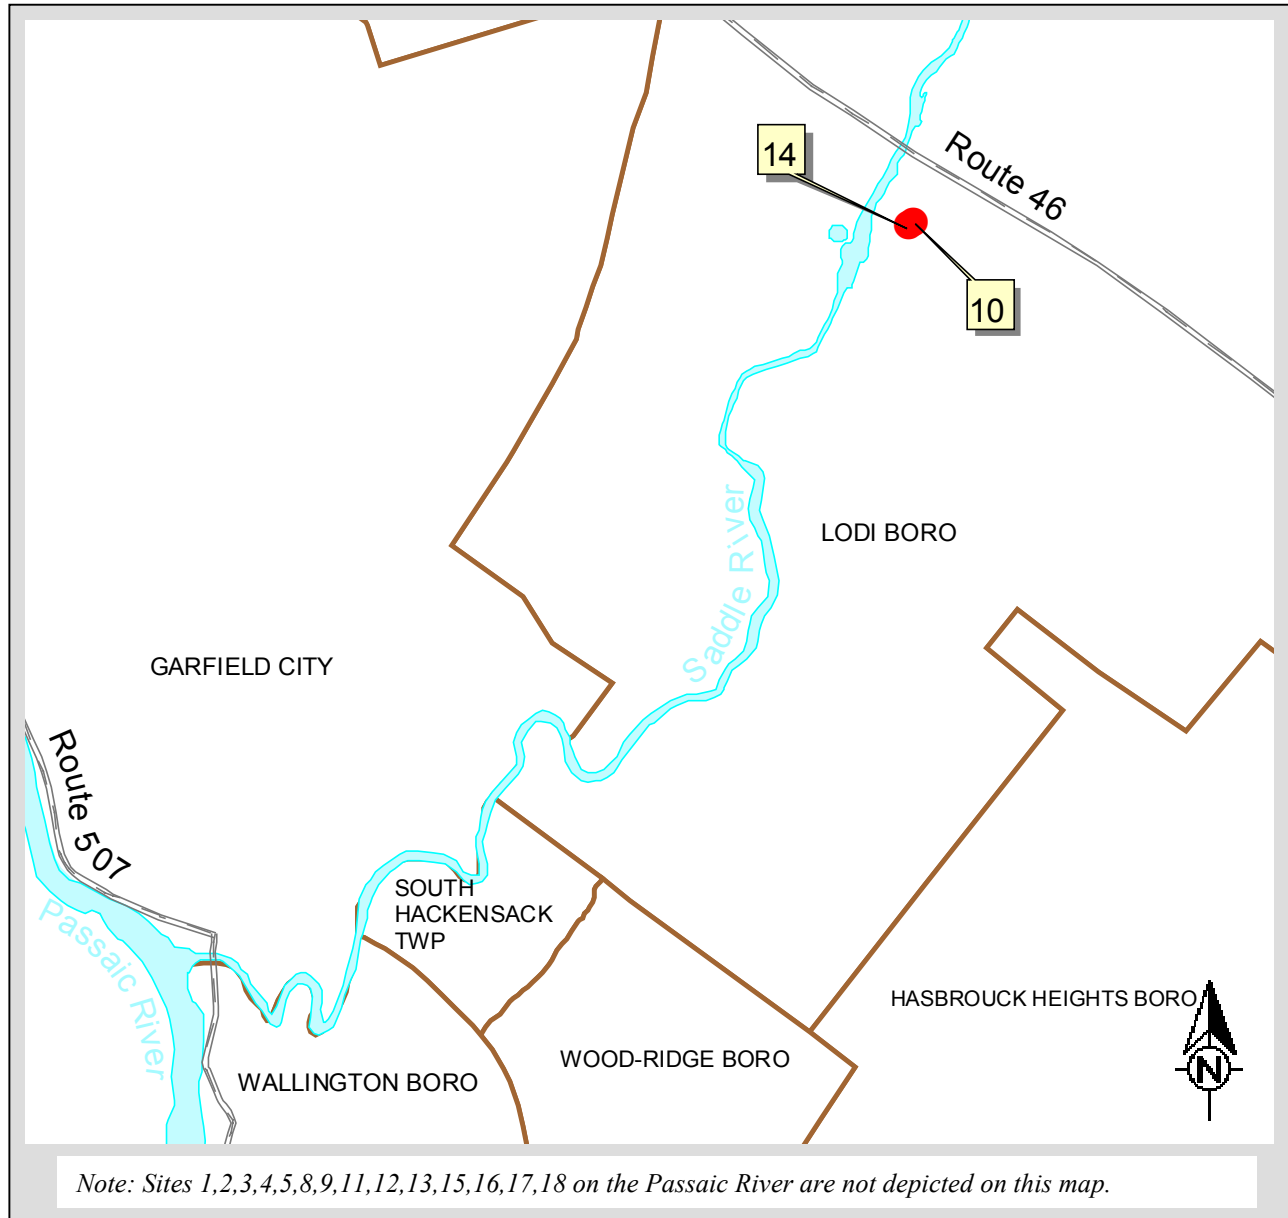 14
Route 46
10
LODI BORO
Saddle River
GARFIELD CITY
Route 507
SOUTH
HACKENSACK
TWP
Passaic River
HASBROUCK HEIGHTS BORO
WOOD-RIDGE BORO
WALLINGTON BORO
N
Note: Sites 1,2,3,4,5,8,9,11,12,13,15,16,17,18 on the Passaic River are not depicted on this map.